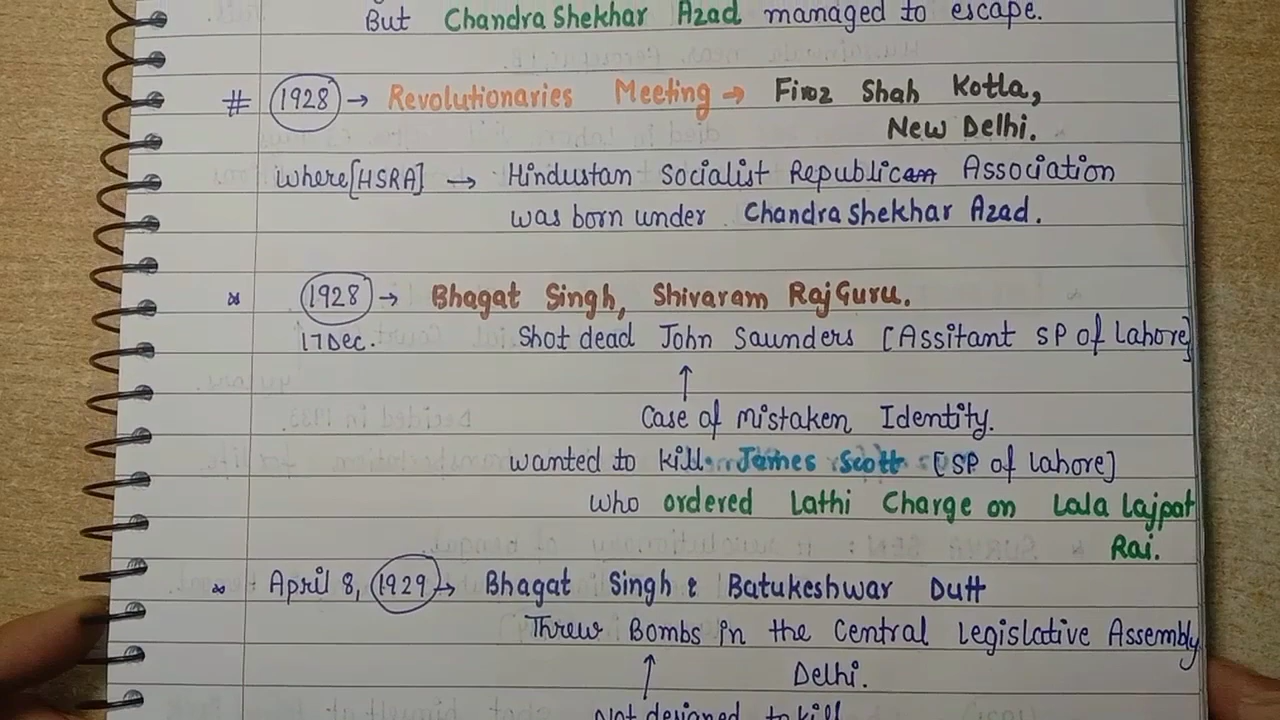 But Chandra Shekhar Azad managed to escape.
# 1928 → Revolutionaries Meeting → Firoz Shah Kotla,
New Delhi.
where [HSRA] → Hindustan Socialist Republican Association
was born under Chandra Shekhar Azad.
* 1928 → Bhagat Singh, Shivaram RajGuru.
17 Dec. Shot dead John Saunders [Assitant SP of Lahore]
↑
Case of mistaken Identity.
wanted to kill James Scott [SP of Lahore]
who ordered Lathi Charge on Lala Lajpat
Rai.
* April 8, 1929 → Bhagat Singh & Batukeshwar Dutt
Threw Bombs in the Central Legislative Assembly
↑ Delhi.
Not designed to kill